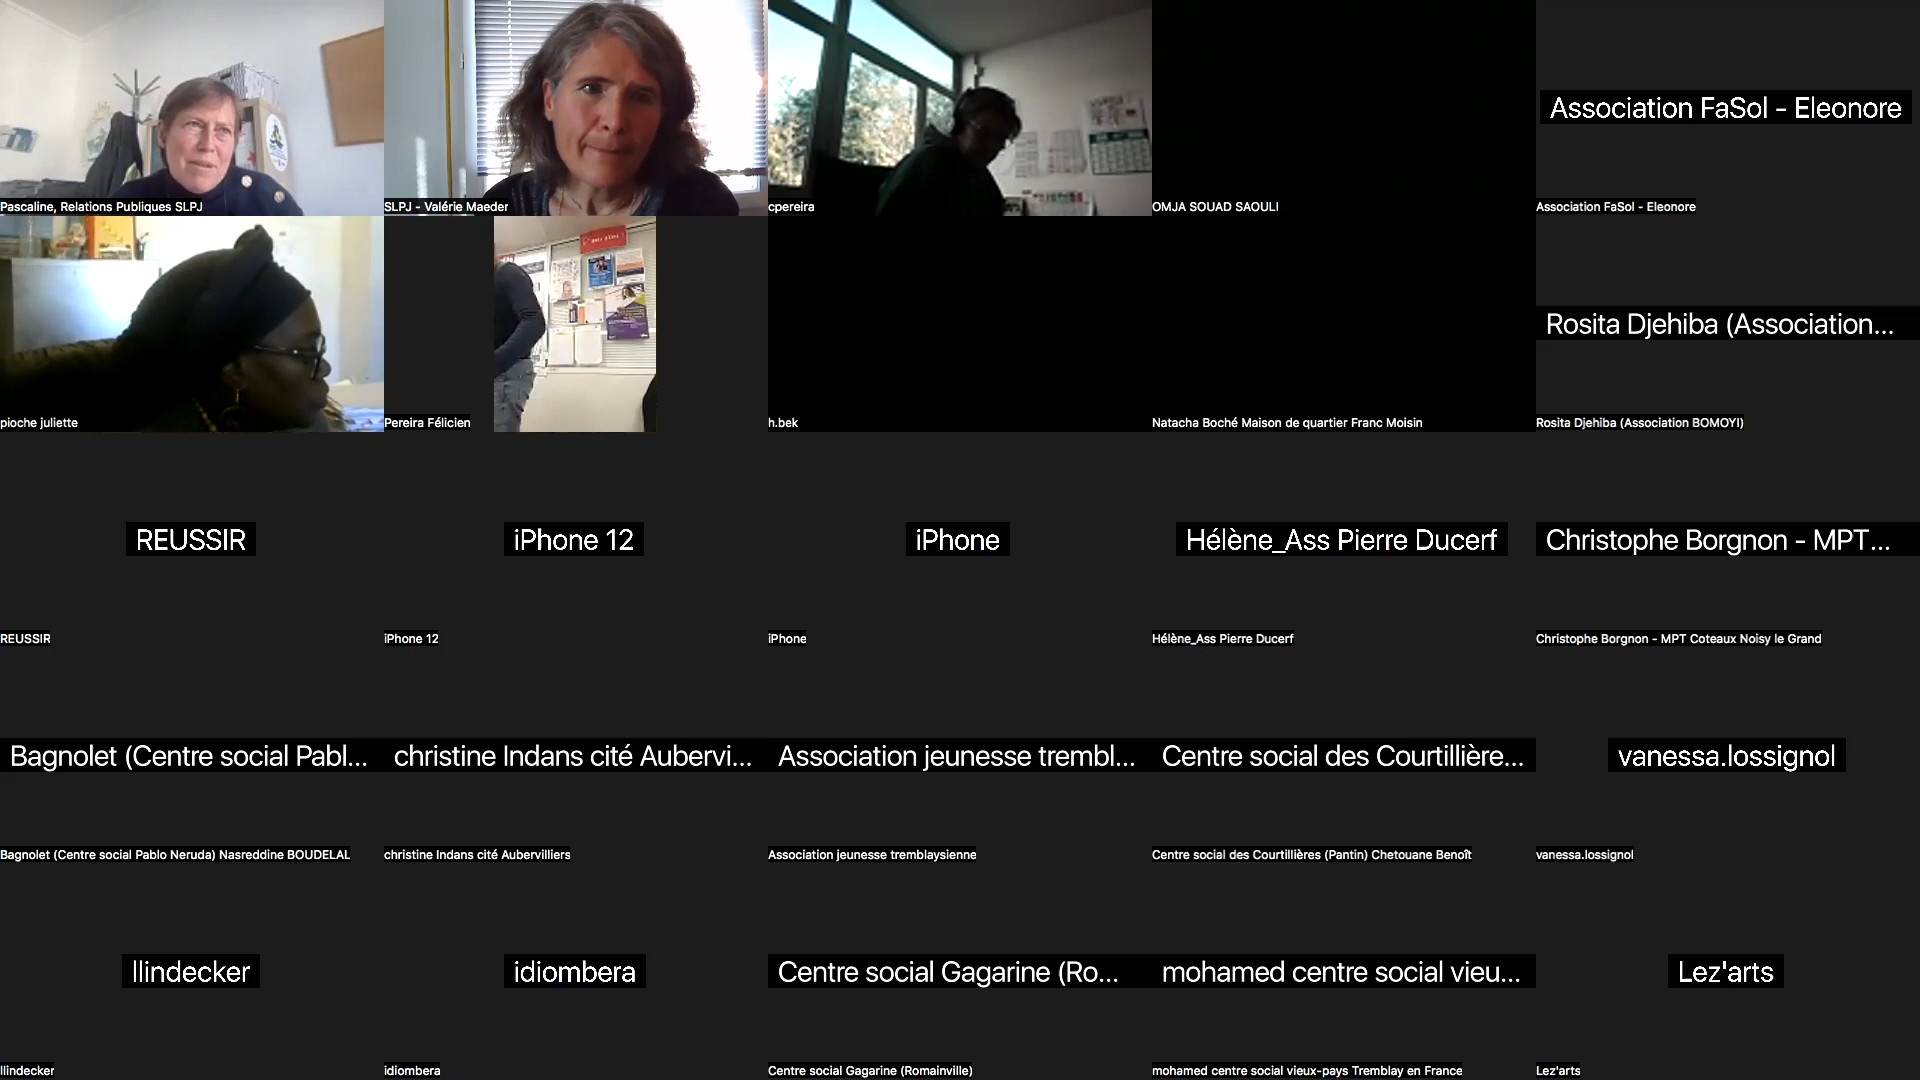 Pascaline, Relations Publiques SLPJ
SLPJ - Valérie Maeder
cpereira
OMJA SOUAD SAOULI
Association FaSol - Eleonore
Association FaSol - Eleonore
pioche juliette
Pereira Félicien
h.bek
Natacha Boché Maison de quartier Franc Moisin
Rosita Djehiba (Association...
Rosita Djehiba (Association BOMOYI)
REUSSIR
REUSSIR
iPhone 12
iPhone 12
iPhone
iPhone
Hélène_Ass Pierre Ducerf
Hélène_Ass Pierre Ducerf
Christophe Borgnon - MPT...
Christophe Borgnon - MPT Coteaux Noisy le Grand
Bagnolet (Centre social Pabl...
Bagnolet (Centre social Pablo Neruda) Nasreddine BOUDELAL
christine Indans cité Aubervi...
christine Indans cité Aubervilliers
Association jeunesse trembl...
Association jeunesse tremblaysienne
Centre social des Courtillière...
Centre social des Courtillières (Pantin) Chetouane Benoît
vanessa.lossignol
vanessa.lossignol
llindecker
llindecker
idiombera
idiombera
Centre social Gagarine (Ro...
Centre social Gagarine (Romainville)
mohamed centre social vieu...
mohamed centre social vieux-pays Tremblay en France
Lez'arts
Lez'arts